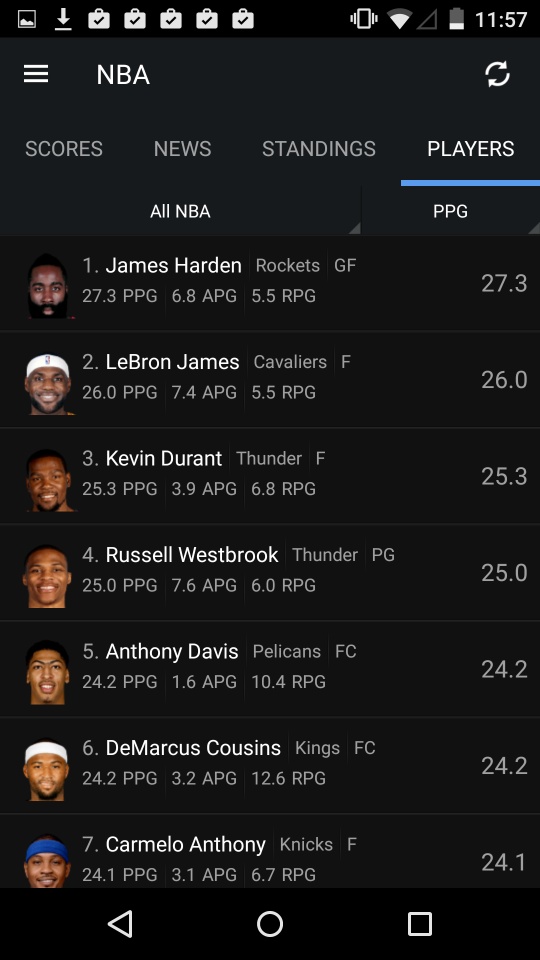 11:57
NBA
SCORES NEWS STANDINGS PLAYERS
All NBA PPG
1. James Harden Rockets GF
27.3 PPG 6.8 APG 5.5 RPG
27.3
2. LeBron James Cavaliers F
26.0 PPG 7.4 APG 5.5 RPG
26.0
3. Kevin Durant Thunder F
25.3 PPG 3.9 APG 6.8 RPG
25.3
4. Russell Westbrook Thunder PG
25.0 PPG 7.6 APG 6.0 RPG
25.0
5. Anthony Davis Pelicans FC
24.2 PPG 1.6 APG 10.4 RPG
24.2
6. DeMarcus Cousins Kings FC
24.2 PPG 3.2 APG 12.6 RPG
24.2
7. Carmelo Anthony Knicks F
24.1 PPG 3.1 APG 6.7 RPG
24.1